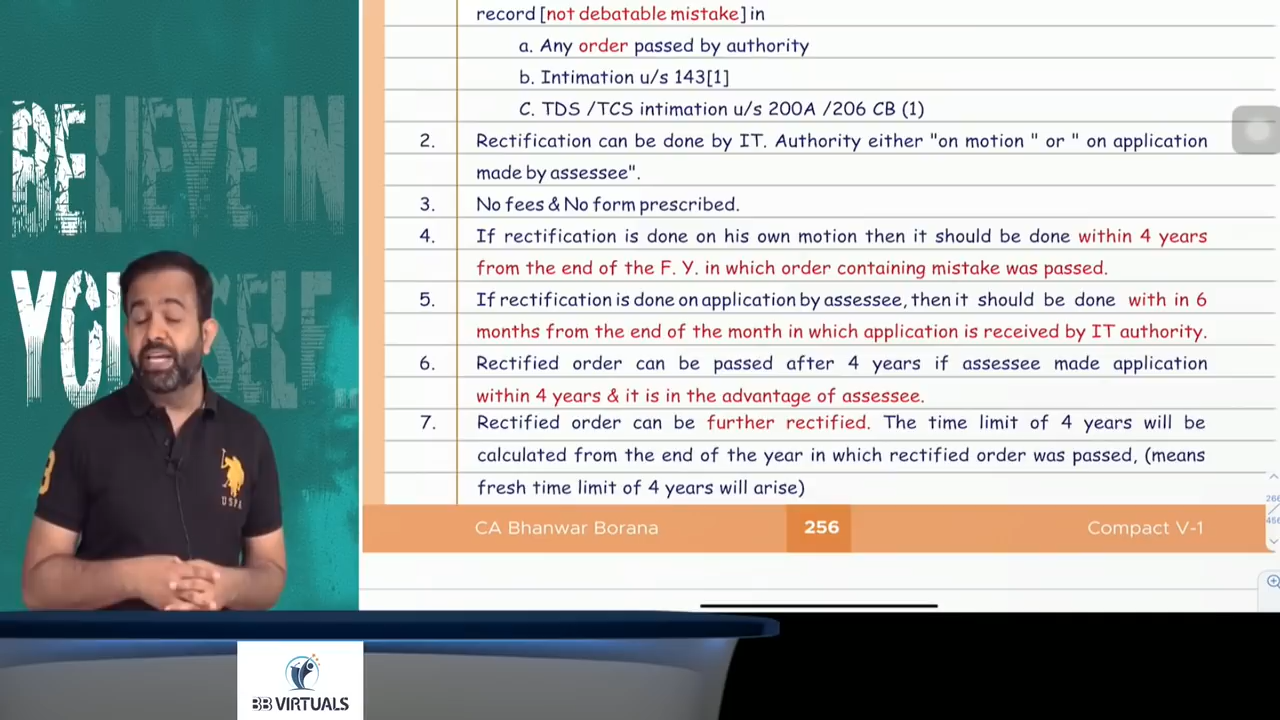 BELIEVE IN
record [not debatable mistake] in
a. Any order passed by authority
b. Intimation u/s 143[1]
C. TDS /TCS intimation u/s 200A /206 CB (1)
2. Rectification can be done by IT. Authority either "on motion " or " on application
made by assessee".
3. No fees & No form prescribed.
4. If rectification is done on his own motion then it should be done within 4 years
from the end of the F. Y. in which order containing mistake was passed.
5. If rectification is done on application by assessee, then it should be done with in 6
months from the end of the month in which application is received by IT authority.
6. Rectified order can be passed after 4 years if assessee made application
within 4 years & it is in the advantage of assessee.
7. Rectified order can be further rectified. The time limit of 4 years will be
calculated from the end of the year in which rectified order was passed, (means
fresh time limit of 4 years will arise)
CA Bhanwar Borana 256 Compact V-1
266
456
3
USPA
BB VIRTUALS